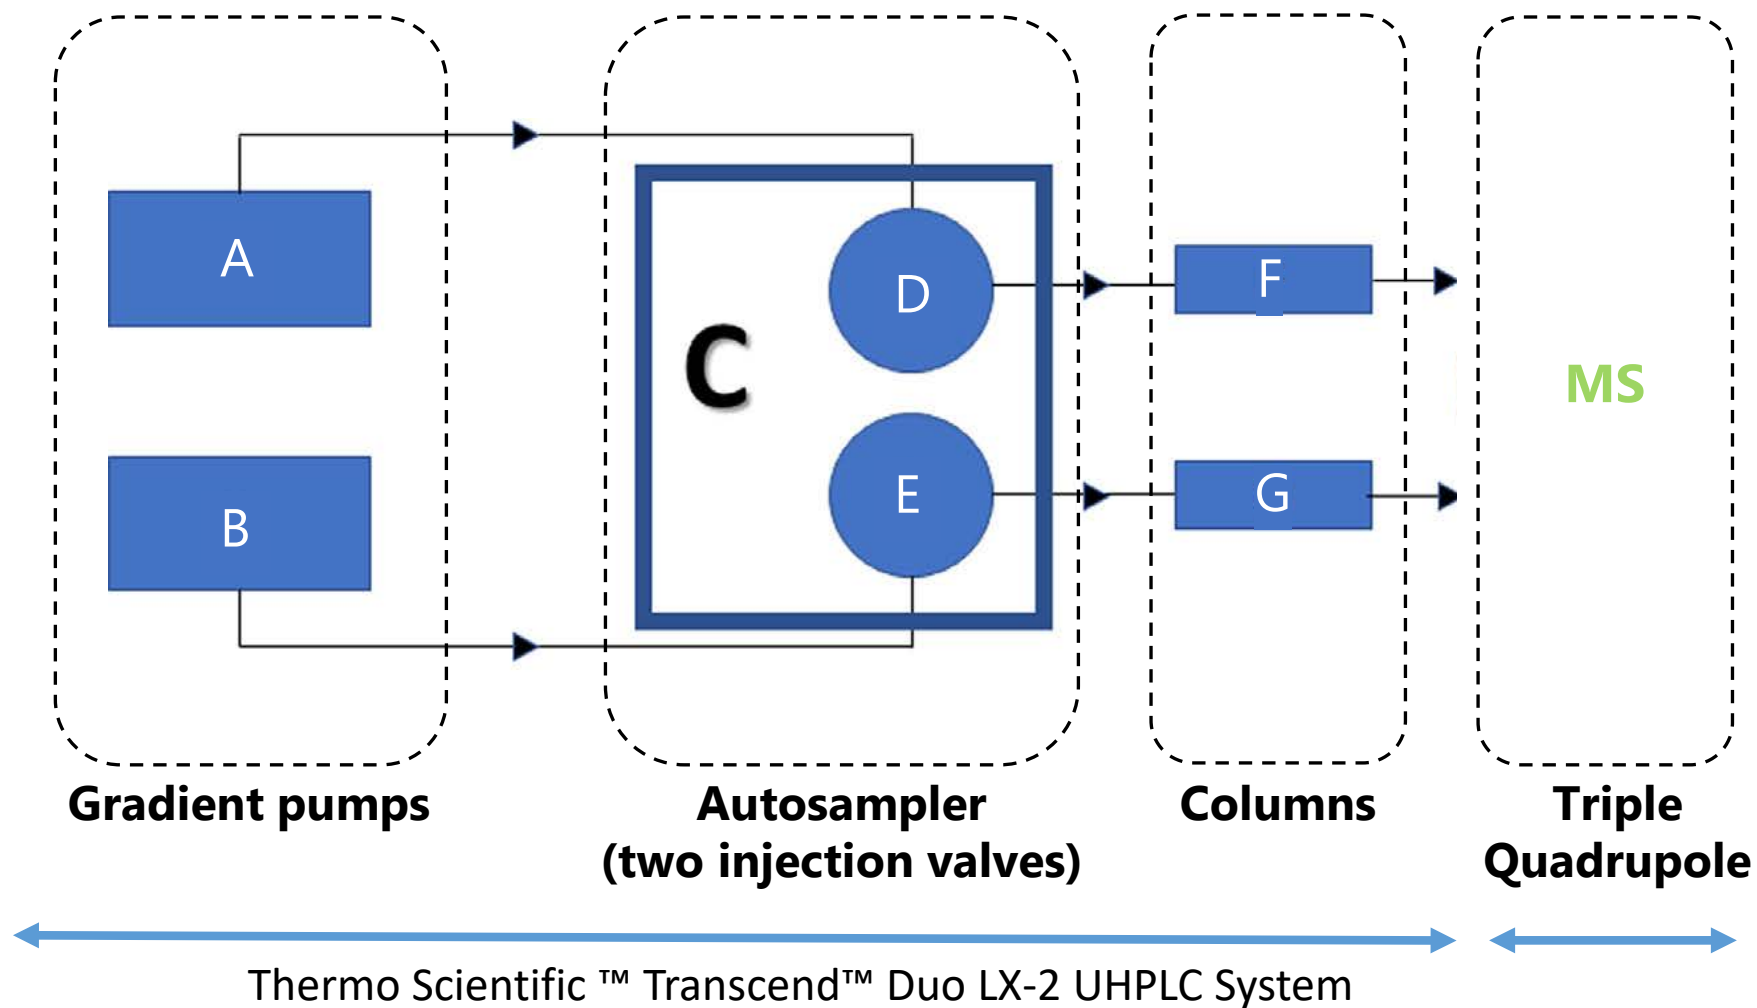 A
B
C
D
E
F
G
MS
Gradient pumps
Autosampler
(two injection valves)
Columns
Triple
Quadrupole
Thermo Scientific ™ Transcend™ Duo LX-2 UHPLC System